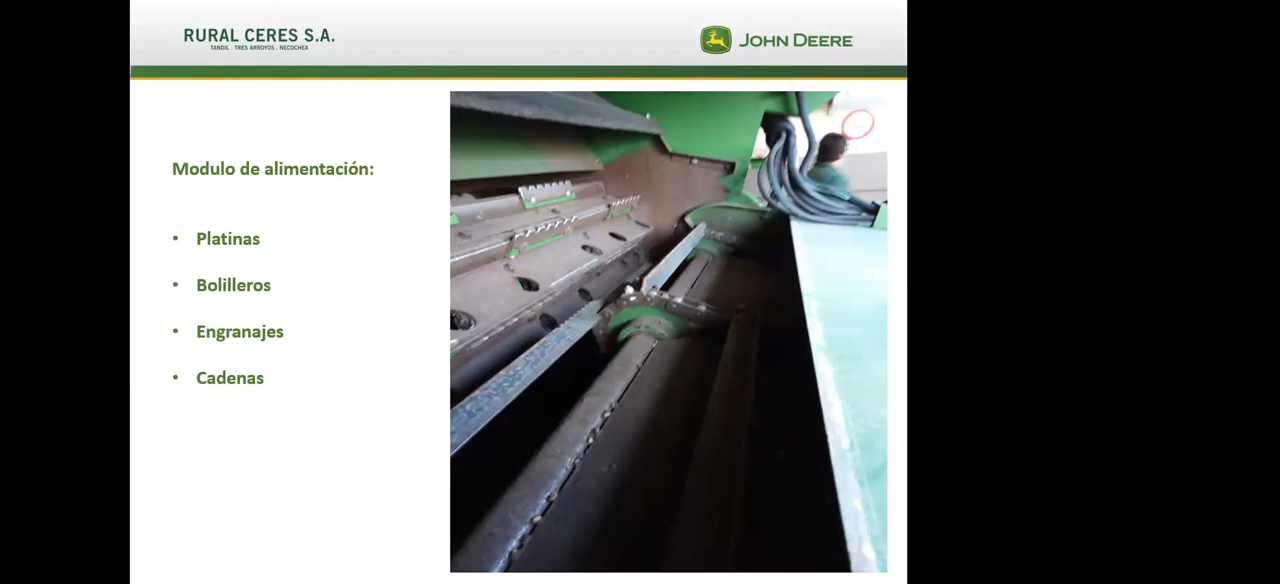 RURAL CERES S.A.
TANDIL . TRES ARROYOS . NECOCHEA
JOHN DEERE
Modulo de alimentación:
• Platinas
• Bolilleros
• Engranajes
• Cadenas